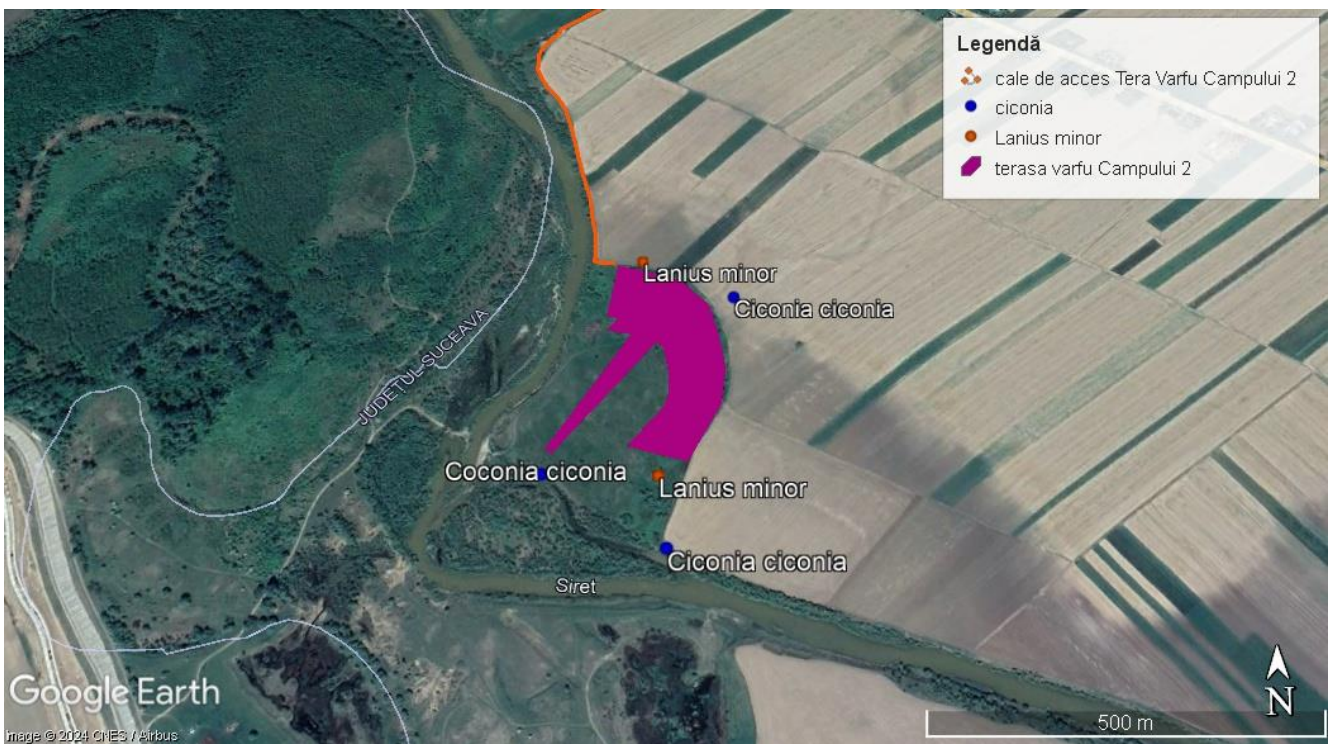 Legendă
cale de acces Tera Varfu Campului 2
ciconia
Lanius minor
terasa varfu Campului 2
Lanius minor
Ciconia ciconia
JUDEȚUL SUCEAVA
Coconia ciconia
Lanius minor
Ciconia ciconia
Siret
Google Earth
N
500 m
Image © 2024 CNES / Airbus